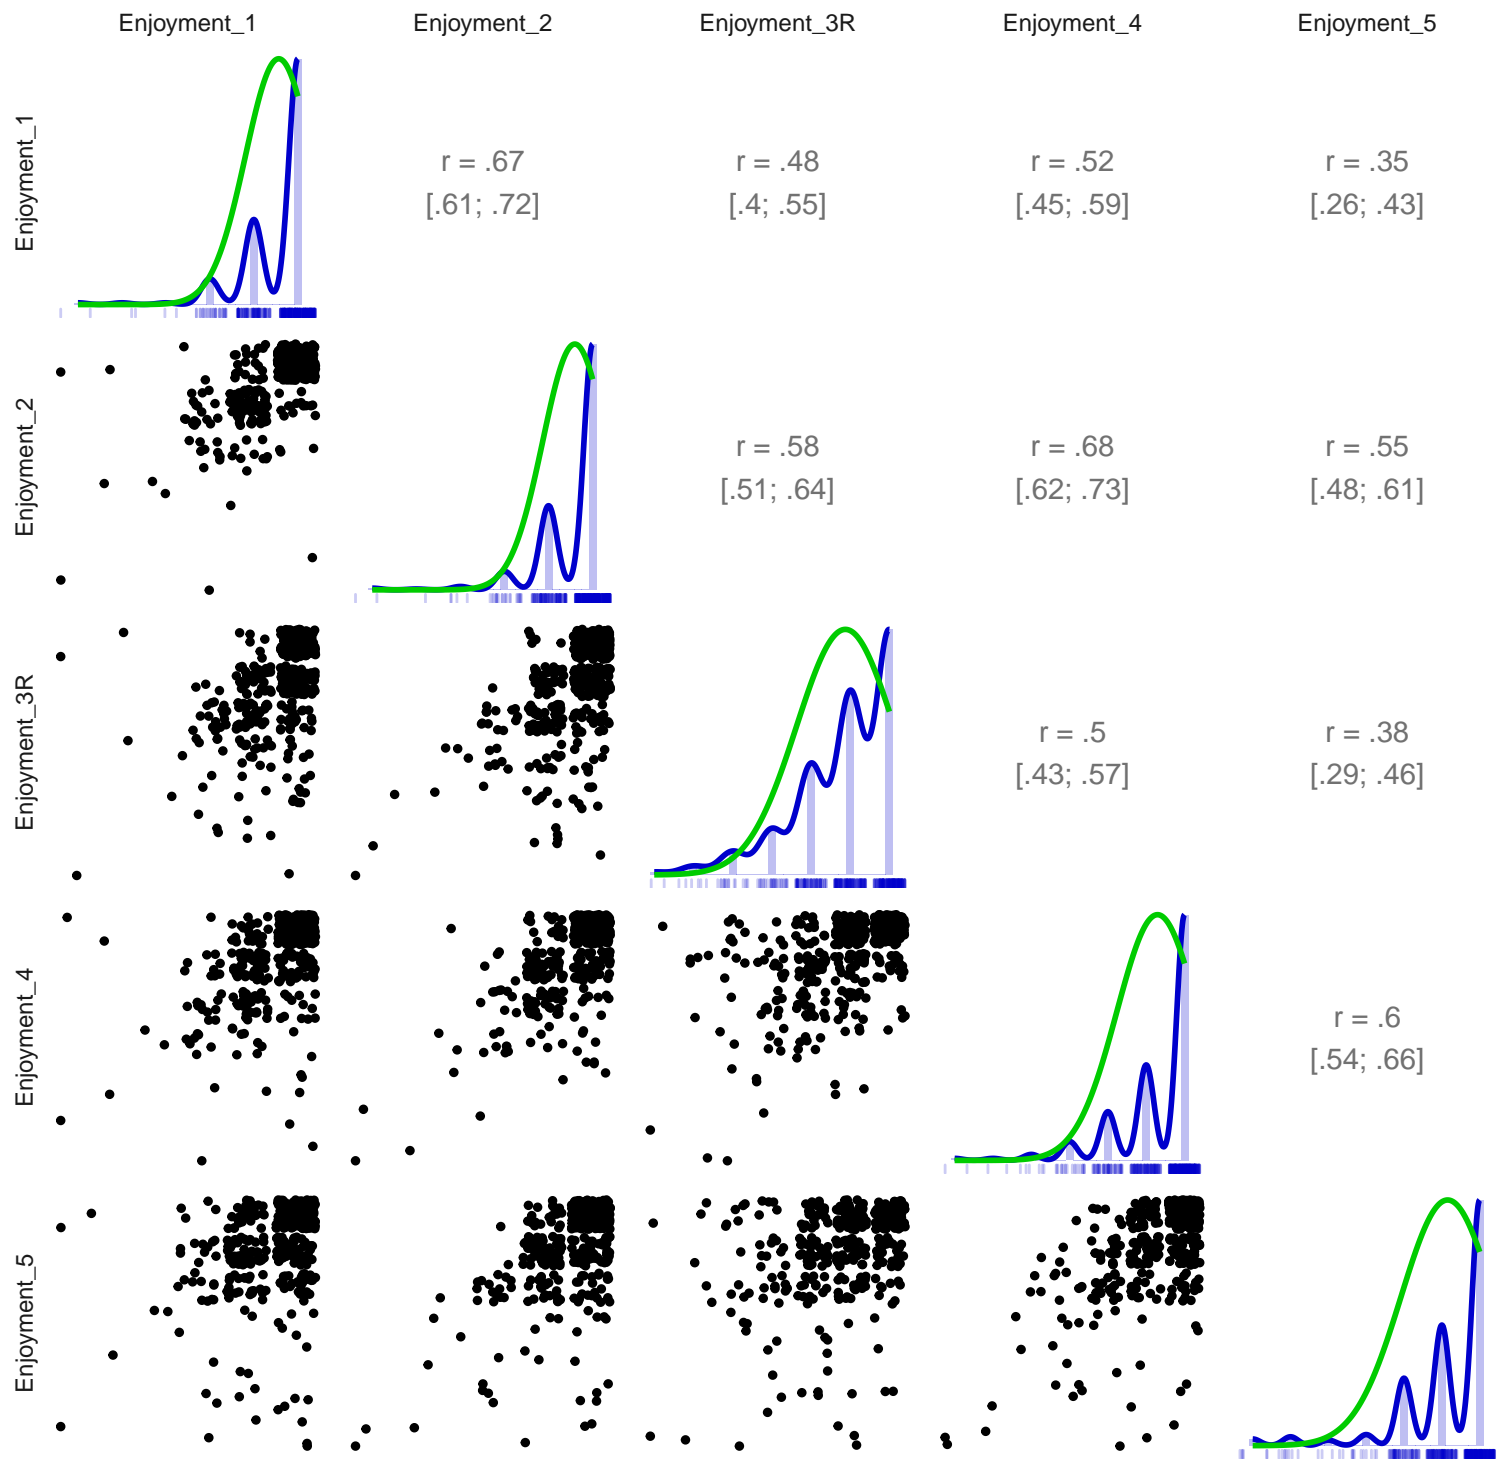 Enjoyment_1
Enjoyment_2
Enjoyment_3R
Enjoyment_4
Enjoyment_5
Enjoyment_1
r = .67
[.61; .72]
r = .48
[.4; .55]
r = .52
[.45; .59]
r = .35
[.26; .43]
Enjoyment_2
r = .58
[.51; .64]
r = .68
[.62; .73]
r = .55
[.48; .61]
Enjoyment_3R
r = .5
[.43; .57]
r = .38
[.29; .46]
Enjoyment_4
r = .6
[.54; .66]
Enjoyment_5